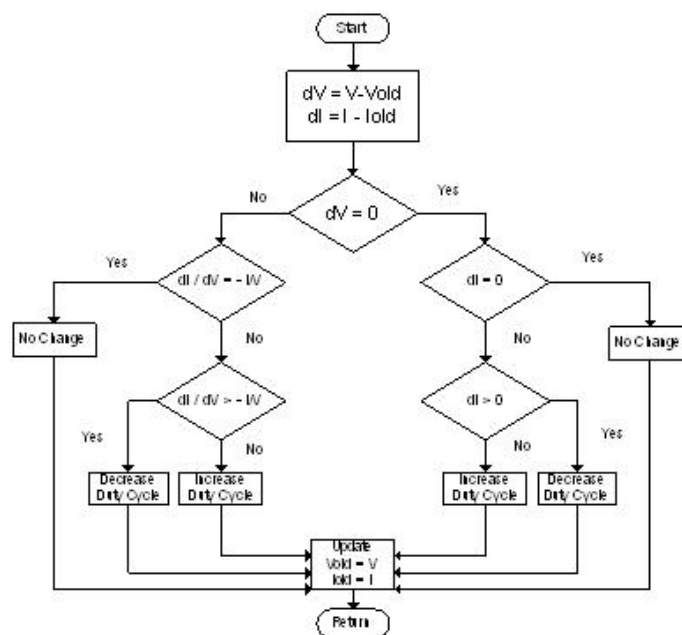 Start
dV = V-Vold
dI = I - Iold
No
Yes
dV = 0
Yes
dI / dV = - I/V
dI = 0
Yes
No Change
No
No
No Change
dI / dV > - I/V
dI > 0
Yes
No
No
Yes
Decrease
Duty Cycle
Increase
Duty Cycle
Increase
Duty Cycle
Decrease
Duty Cycle
Update
Vold = V
Iold = I
Return